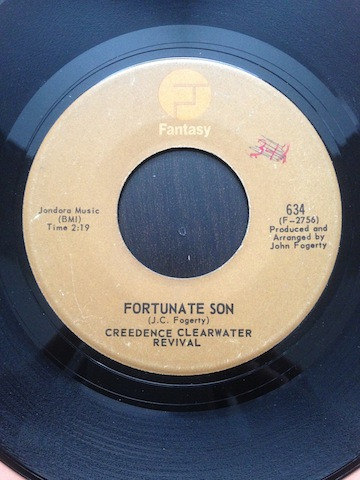 Fantasy
Jondora Music
(BMI)
Time 2:19
634
(F-2756)
Produced and
Arranged by
John Fogerty
FORTUNATE SON
(J.C. Fogerty)
CREEDENCE CLEARWATER
REVIVAL